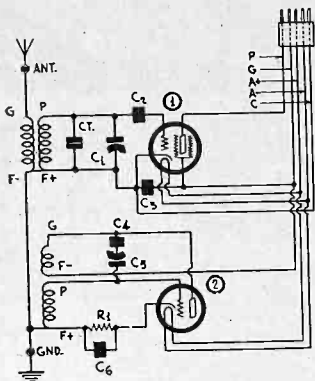 P
G
A+
A-
C
ANT.
G P
CT.
C1
C2
1
F- F+
C3
G
C4
F-
C5
P
2
F+
R1
C6
GND.